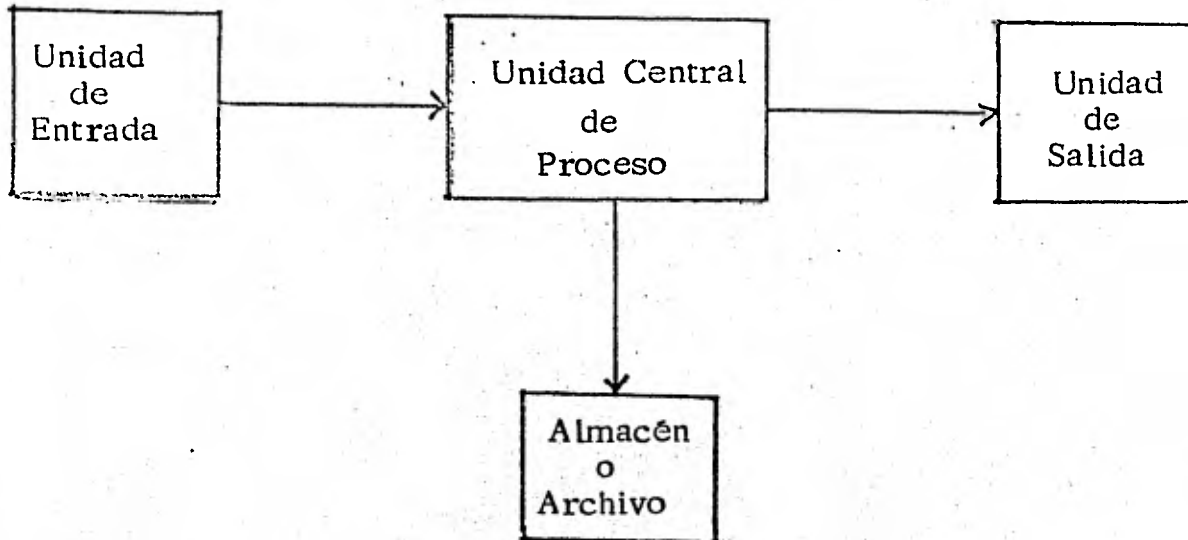 Unidad
de
Entrada
Unidad Central
de
Proceso
Unidad
de
Salida
Almacén
o
Archivo